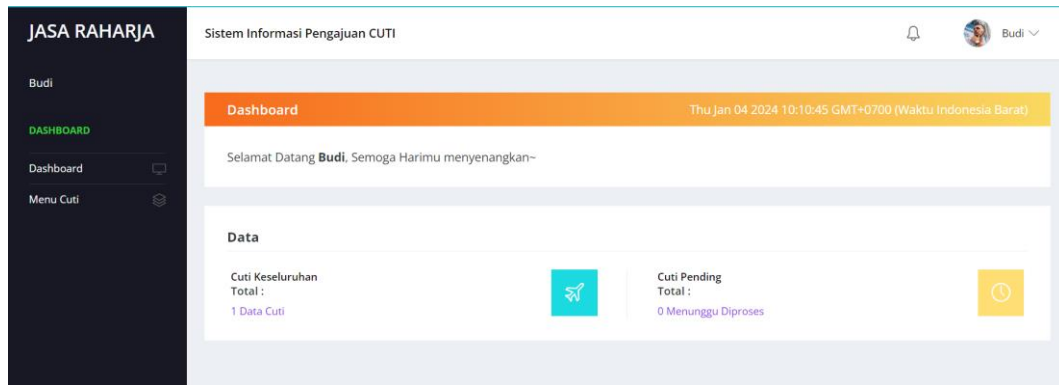 JASA RAHARJA
Sistem Informasi Pengajuan CUTI
Budi
Budi
DASHBOARD
Dashboard
Menu Cuti
Dashboard
Thu Jan 04 2024 10:10:45 GMT+0700 (Waktu Indonesia Barat)
Selamat Datang Budi, Semoga Harimu menyenangkan~
Data
Cuti Keseluruhan
Total :
1 Data Cuti
Cuti Pending
Total :
0 Menunggu Diproses